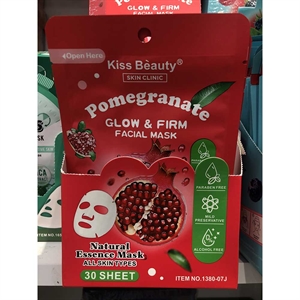 Open Here
Kiss Beauty®
SKIN CLINIC
Pomegranate
GLOW & FIRM
FACIAL MASK
PARABEN FREE
MILD
PRESERVATIVE
ALCOHOL FREE
Natural
Essence Mask
ALL SKIN TYPES
30 SHEET
ITEM NO.1380-07J